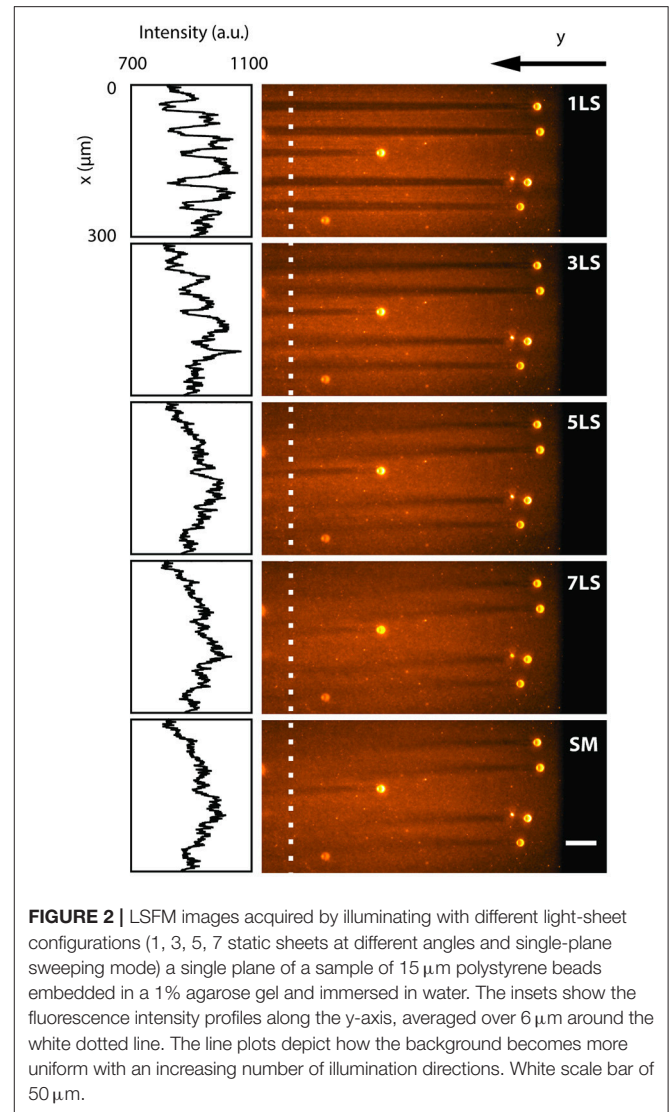 Intensity (a.u.)
700 1100
y
0
x (µm)
300
1LS
3LS
5LS
7LS
SM
FIGURE 2 | LSFM images acquired by illuminating with different light-sheet
configurations (1, 3, 5, 7 static sheets at different angles and single-plane
sweeping mode) a single plane of a sample of 15 µm polystyrene beads
embedded in a 1% agarose gel and immersed in water. The insets show the
fluorescence intensity profiles along the y-axis, averaged over 6 µm around the
white dotted line. The line plots depict how the background becomes more
uniform with an increasing number of illumination directions. White scale bar of
50 µm.